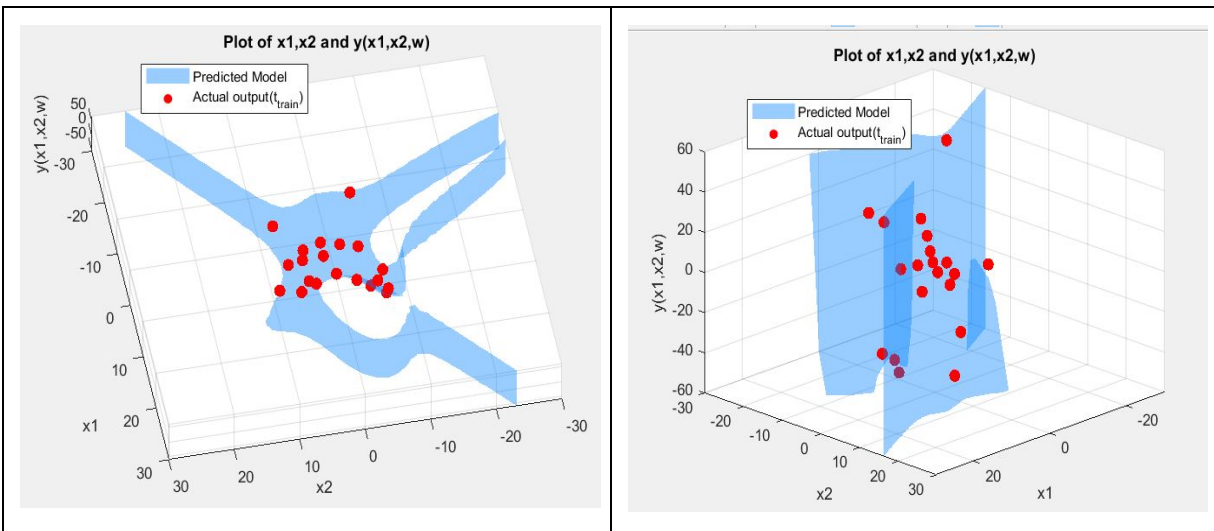 Plot of x1,x2 and y(x1,x2,w)
Predicted Model
Actual output(t_train)
y(x1,x2,w)
50
0
-50
-30
-20
-10
0
10
20
30
x1
30
20
10
0
-10
-20
-30
x2
Plot of x1,x2 and y(x1,x2,w)
Predicted Model
Actual output(t_train)
y(x1,x2,w)
60
40
20
0
-20
-40
-60
-30
-20
-10
0
10
20
30
x2
20
0
-20
x1